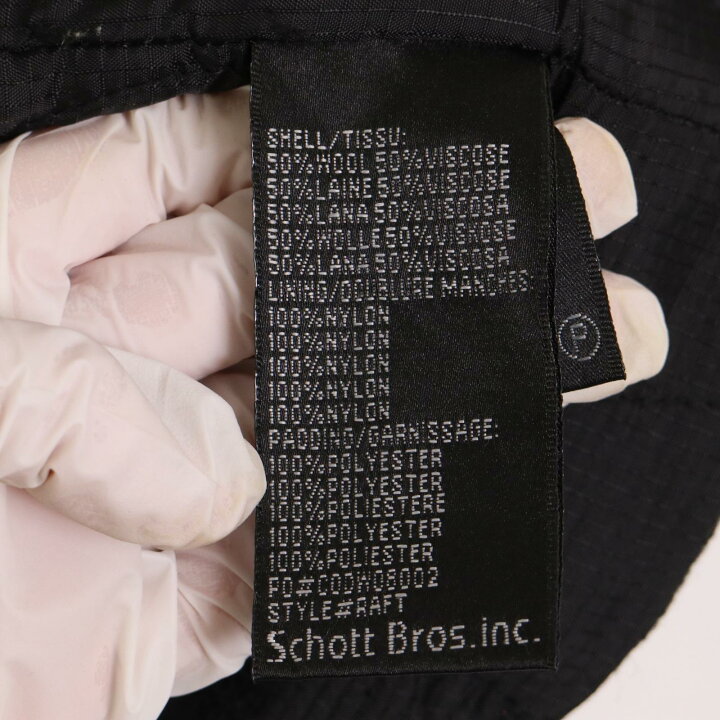 SHELL/TISSU:
50%WOOL 50%VISCOSE
50%LAINE 50%VISCOSE
50%LANA 50%VISCOSA
50%WOLLE 50%VISKOSE
50%LANA 50%VISCOSA
LINING/DOUBLURE MANCHES:
100%NYLON
100%NYLON
100%NYLON
100%NYLON
100%NYLON
PADDING/GARNISSAGE:
100%POLYESTER
100%POLYESTER
100%POLIESTERE
100%POLYESTER
100%POLIESTER
PO#CODW08002
STYLE#RAFT
Schott Bros.inc.
P